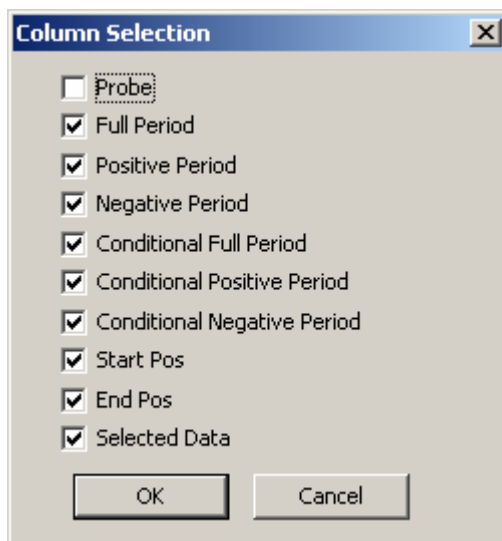 Column Selection
Probe
Full Period
Positive Period
Negative Period
Conditional Full Period
Conditional Positive Period
Conditional Negative Period
Start Pos
End Pos
Selected Data
OK Cancel